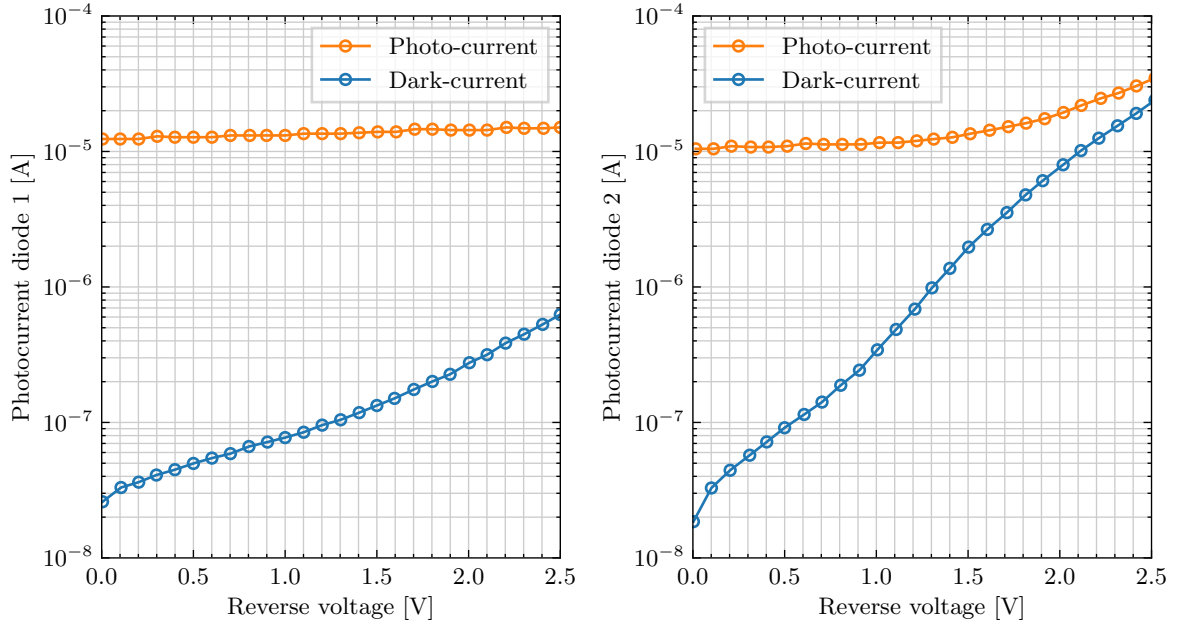 Photocurrent diode 1 [A]
10⁻⁴
10⁻⁵
10⁻⁶
10⁻⁷
10⁻⁸
Photo-current
Dark-current
0.0 0.5 1.0 1.5 2.0 2.5
Reverse voltage [V]
Photocurrent diode 2 [A]
10⁻⁴
10⁻⁵
10⁻⁶
10⁻⁷
10⁻⁸
Photo-current
Dark-current
0.0 0.5 1.0 1.5 2.0 2.5
Reverse voltage [V]